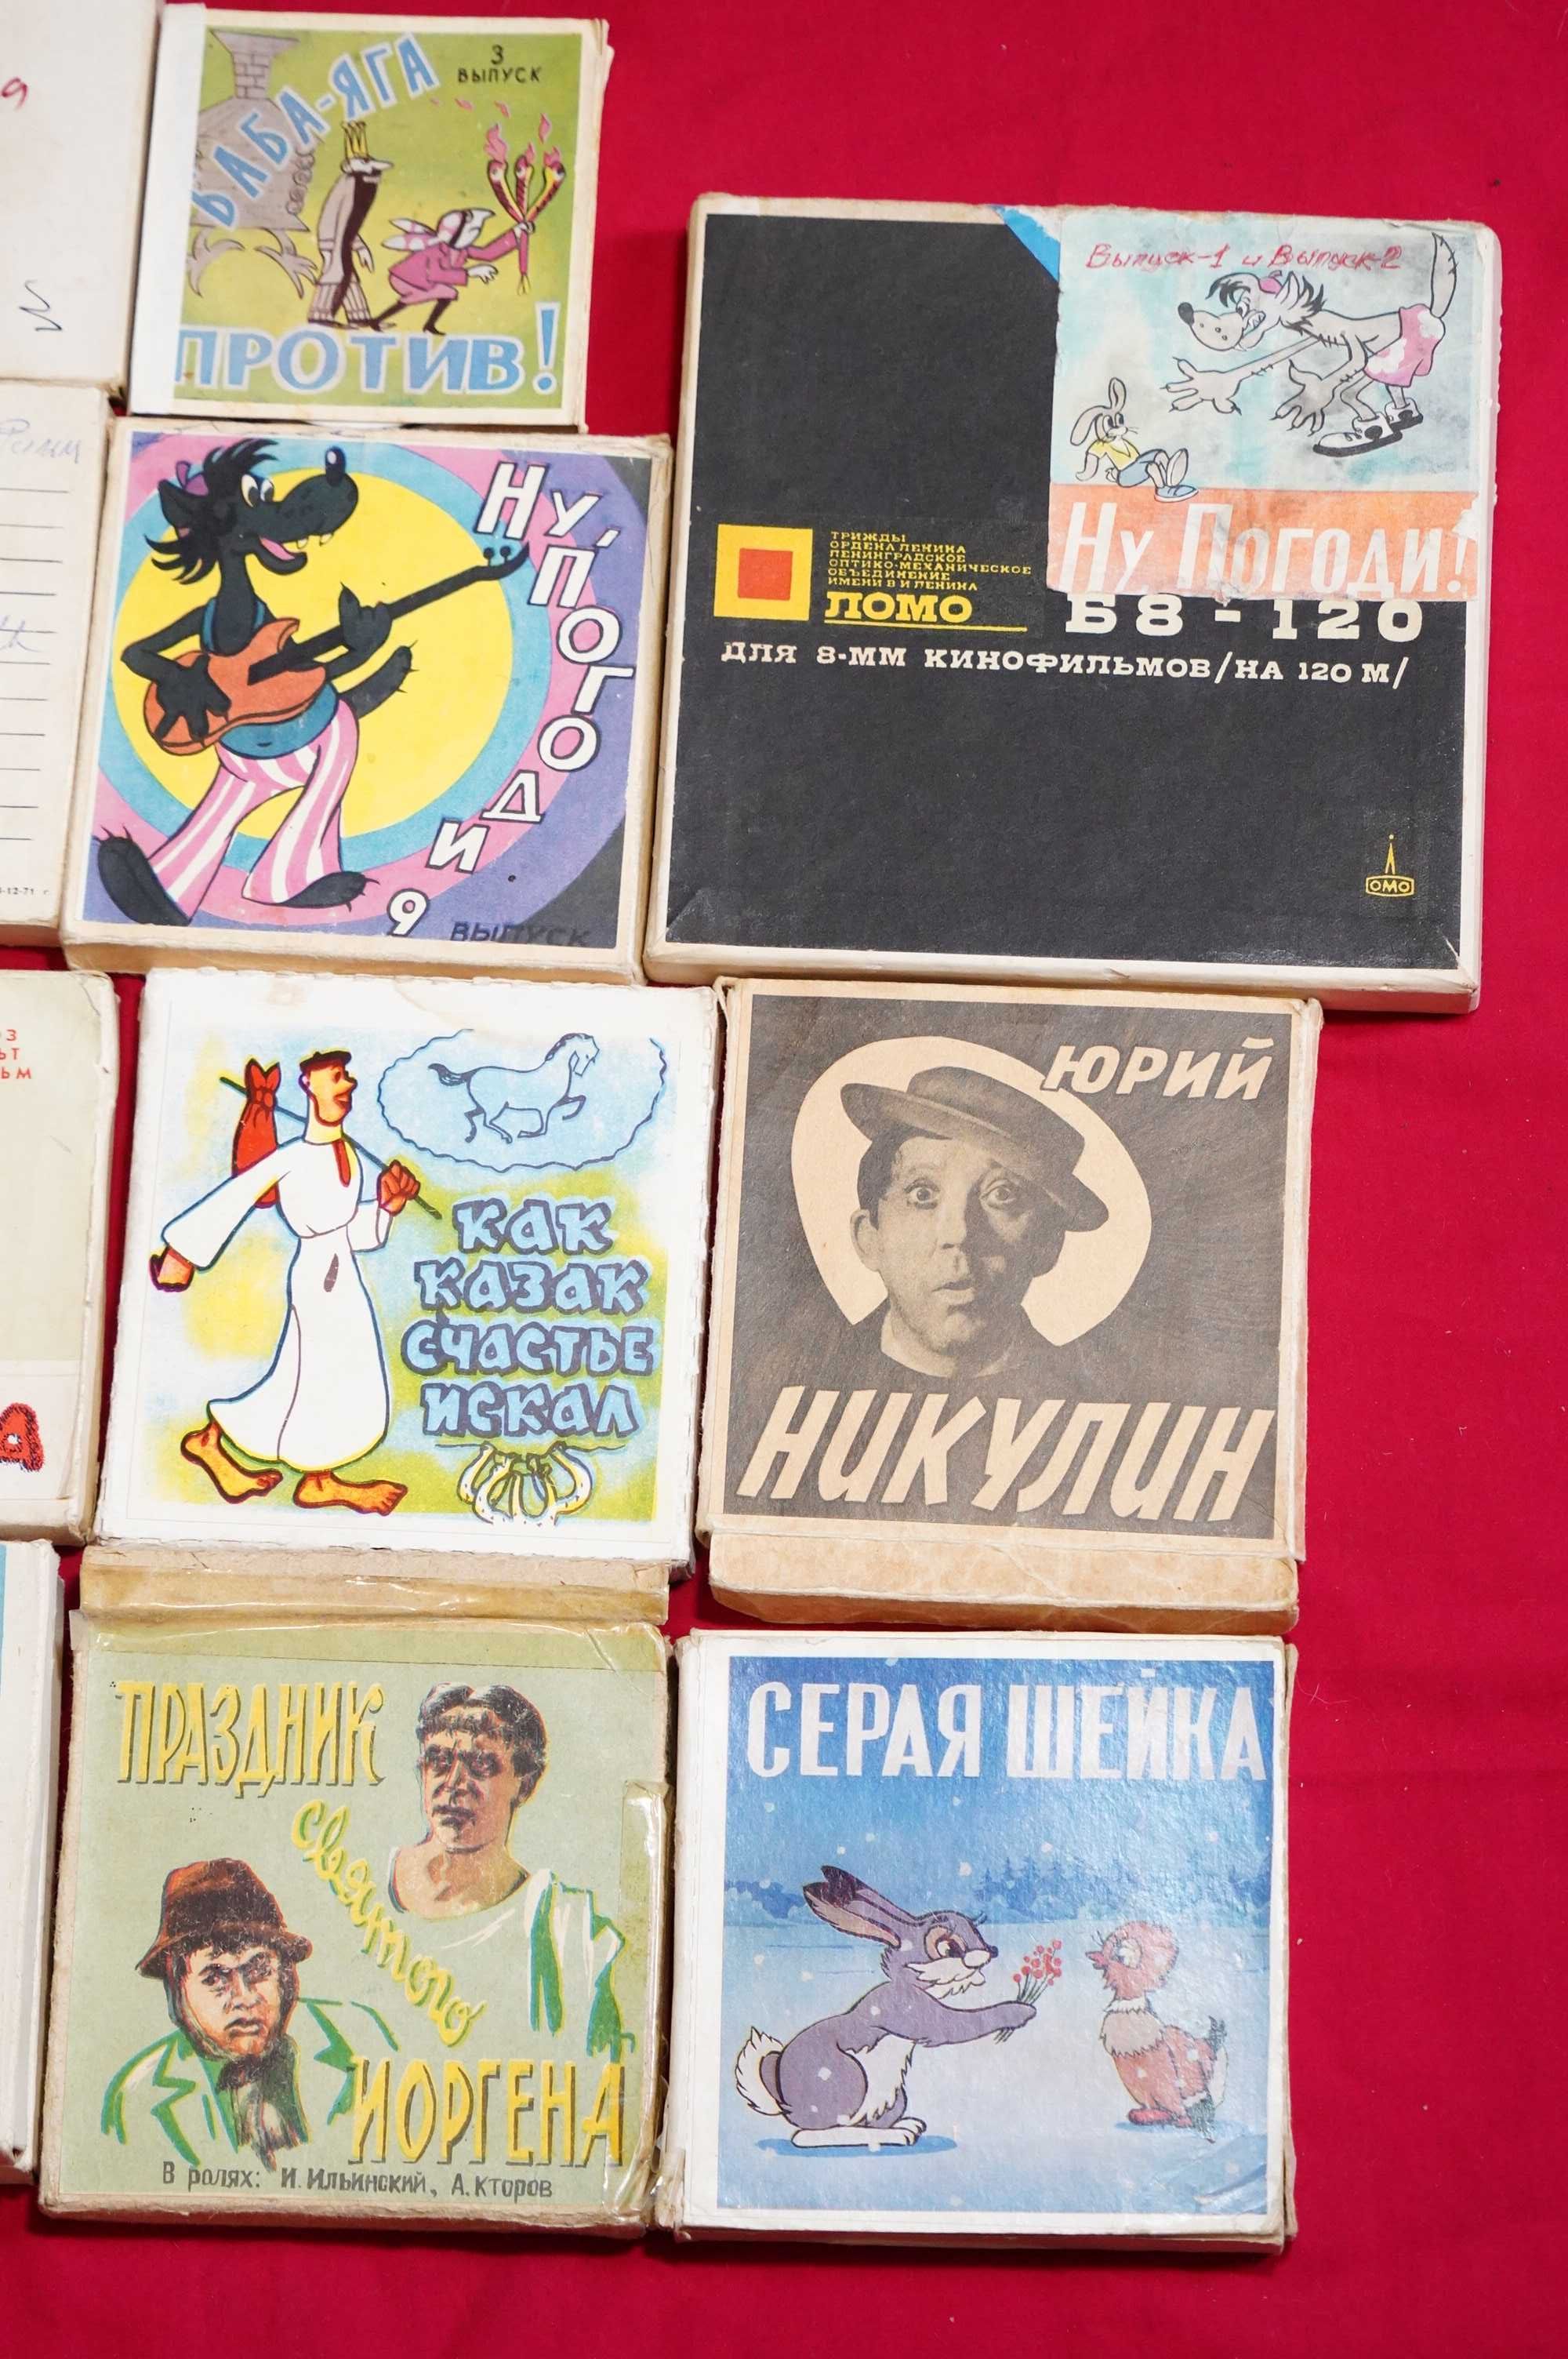 БАБА-ЯГА
3
ВЫПУСК
ПРОТИВ!
Ну,
погоди
9
выпуск
Выпуск-1 и Выпуск-2
Ну Погоди!
ТРИЖДЫ
ОРДЕНА ЛЕНИНА
ЛЕНИНГРАДСКОЕ
ОПТИКО-МЕХАНИЧЕСКОЕ
ОБЪЕДИНЕНИЕ
ИМЕНИ В И ЛЕНИНА
ЛОМО
Б8-120
ДЛЯ 8-ММ КИНОФИЛЬМОВ/НА 120 М/
ОМО
-12-71 г.
как
казак
счастье
искал
ЮРИЙ
НИКУЛИН
ПРАЗДНИК
святого
ИОРГЕНА
В ролях: И. Ильинский, А. Кторов
СЕРАЯ ШЕЙКА